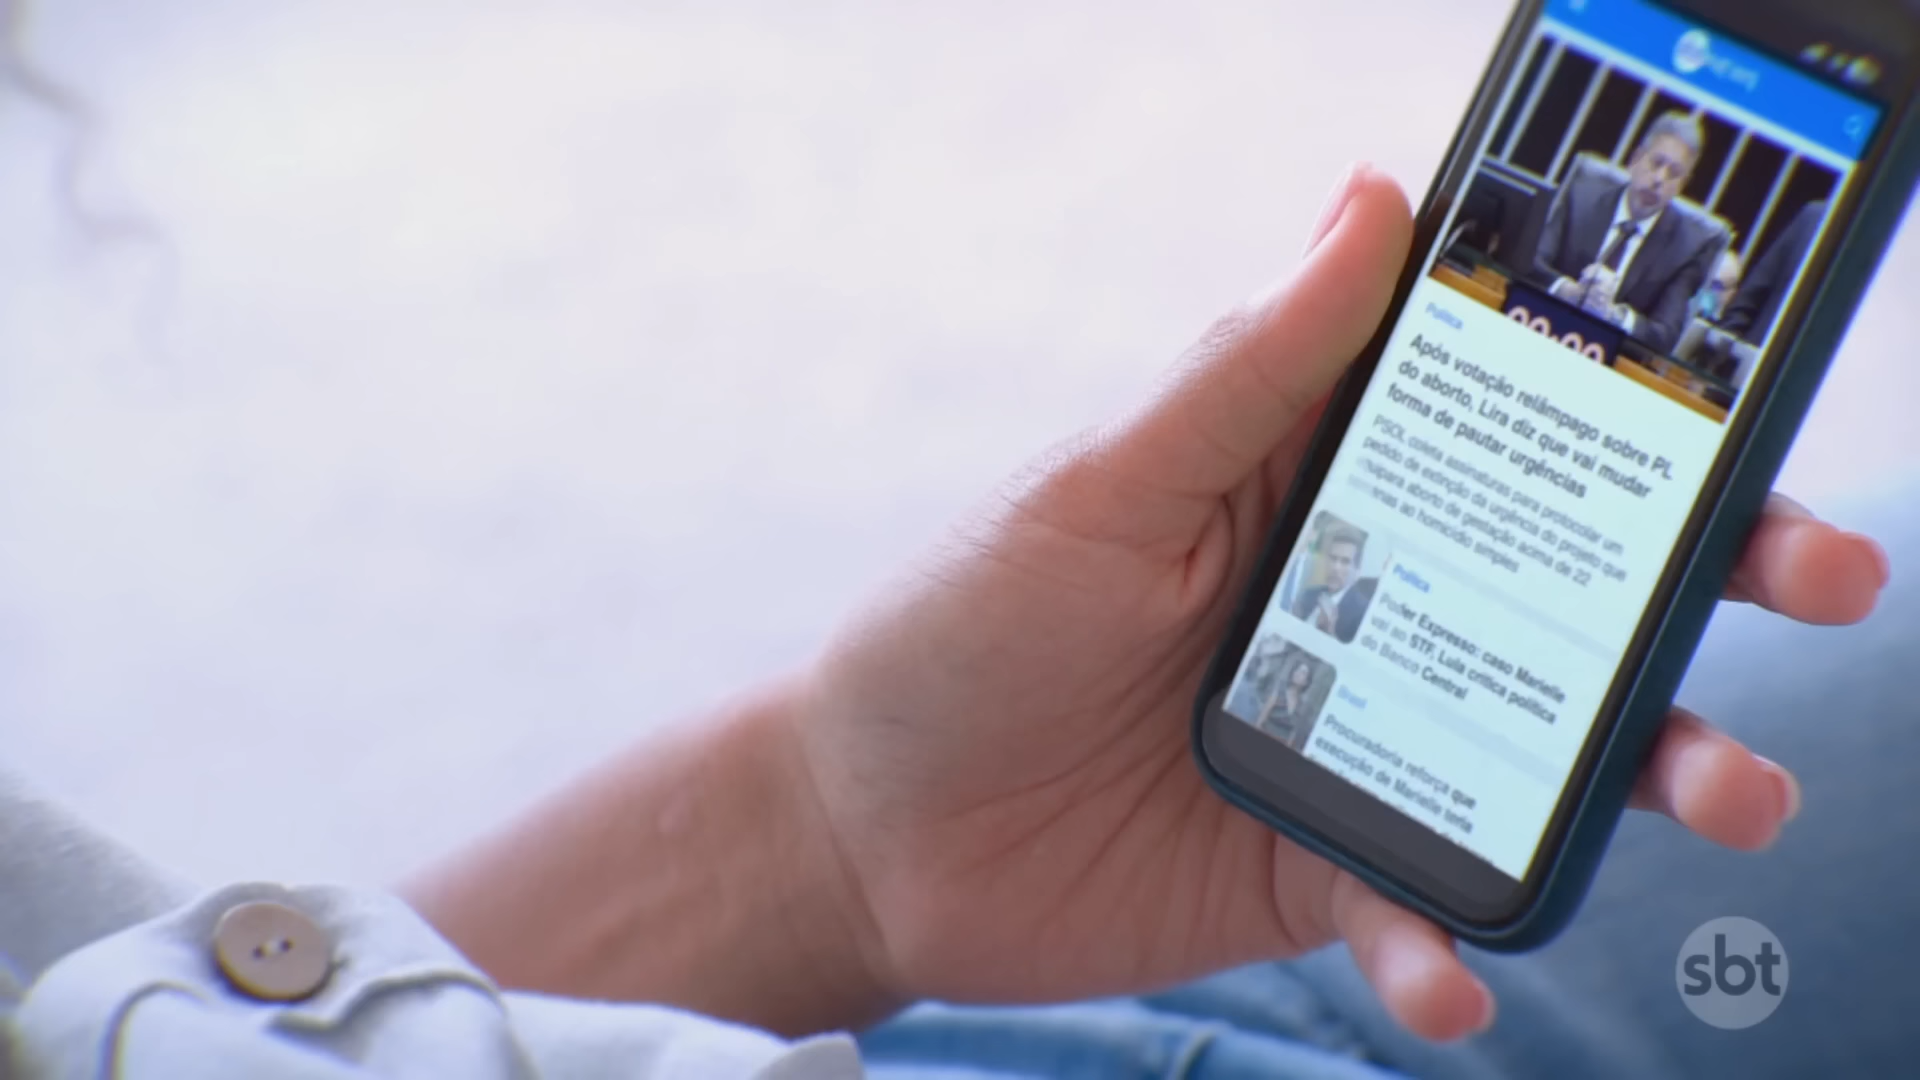 news
Política
00:00
Após votação relâmpago sobre PL
do aborto, Lira diz que vai mudar
forma de pautar urgências
PSOL coleta assinaturas para protocolar um
pedido de extinção da urgência do projeto que
equipara aborto de gestação acima de 22
ao homicídio simples
Política
Poder Expresso: caso Marielle
vai ao STF, Lula critica política
do Banco Central
Brasil
Procuradoria reforça que
execução de Marielle teria
sbt